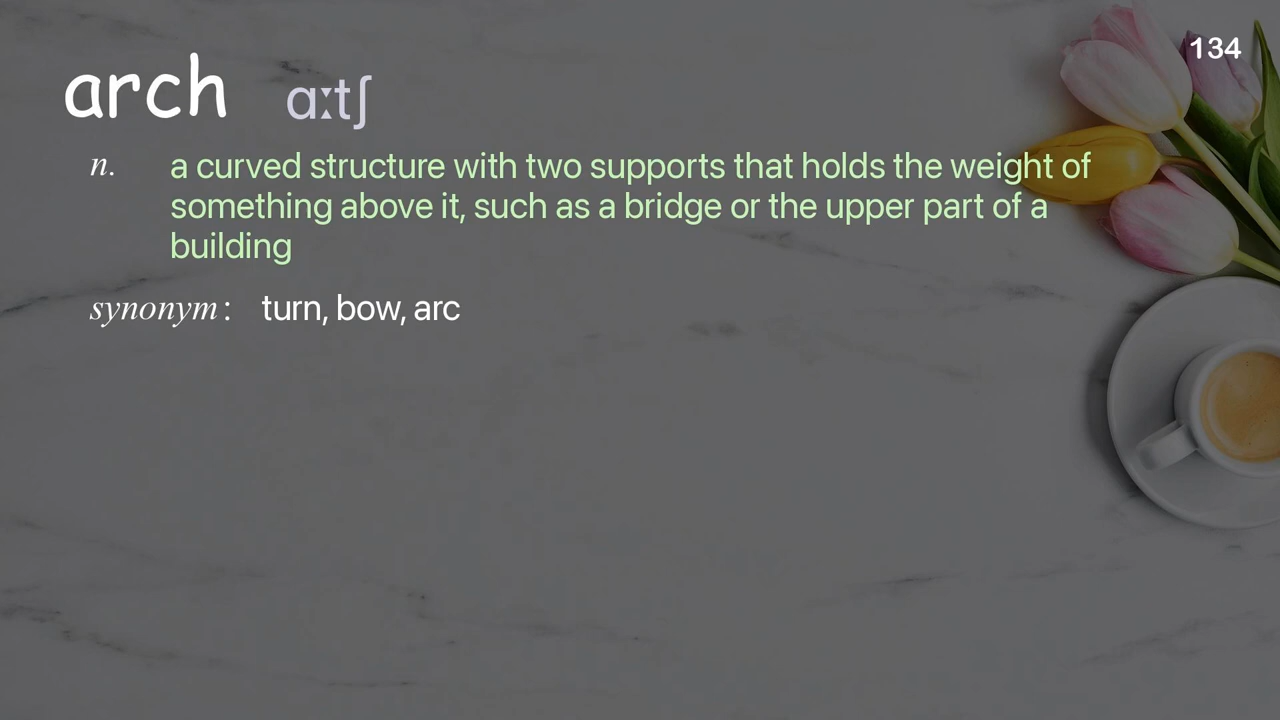 134
arch ɑːtʃ
n. a curved structure with two supports that holds the weight of
something above it, such as a bridge or the upper part of a
building
synonym: turn, bow, arc